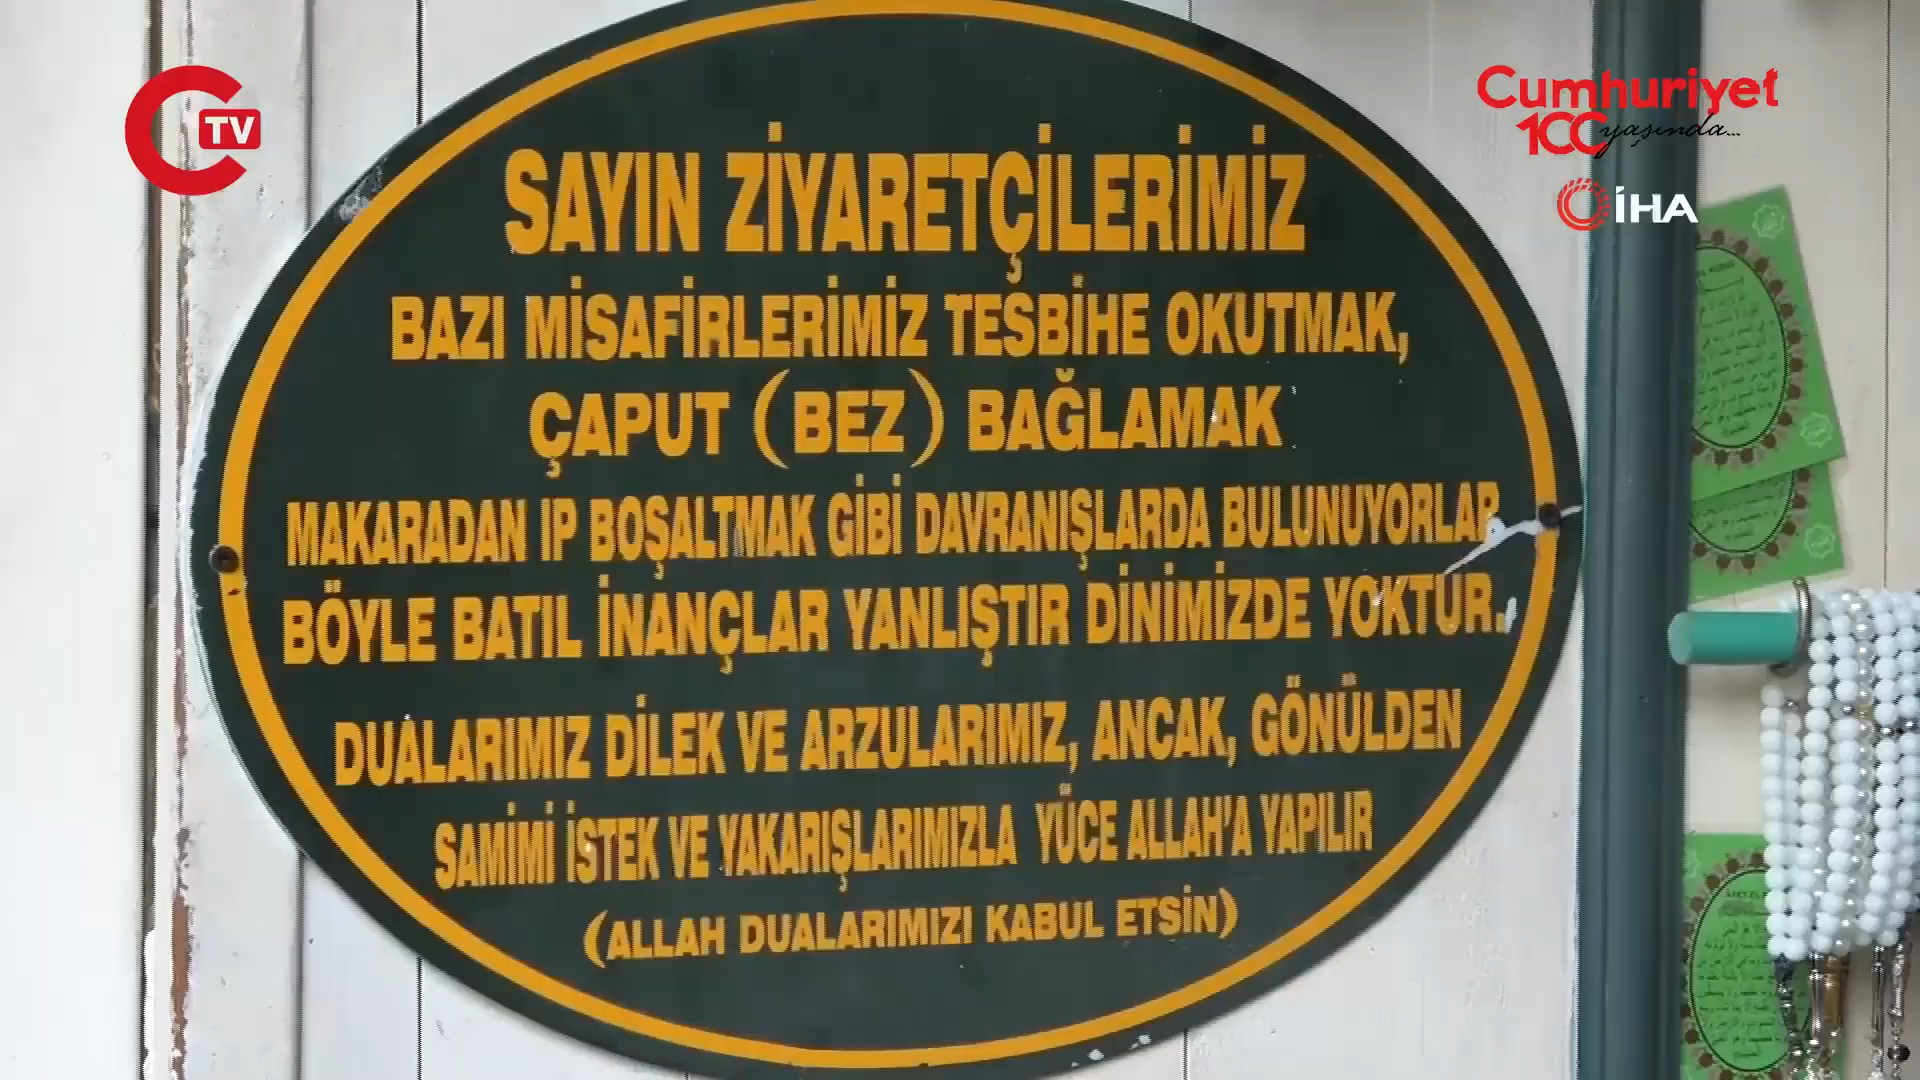 TV
Cumhuriyet
100 yaşında...
İHA
SAYIN ZİYARETÇİLERİMİZ
BAZI MİSAFİRLERİMİZ TESBİHE OKUTMAK,
ÇAPUT (BEZ) BAĞLAMAK
MAKARADAN İP BOŞALTMAK GİBİ DAVRANIŞLARDA BULUNUYORLAR
BÖYLE BATIL İNANÇLAR YANLIŞTIR DİNİMİZDE YOKTUR.
DUALARIMIZ DİLEK VE ARZULARIMIZ, ANCAK, GÖNÜLDEN
SAMİMİ İSTEK VE YAKARIŞLARIMIZLA YÜCE ALLAH'A YAPILIR
(ALLAH DUALARIMIZI KABUL ETSİN)